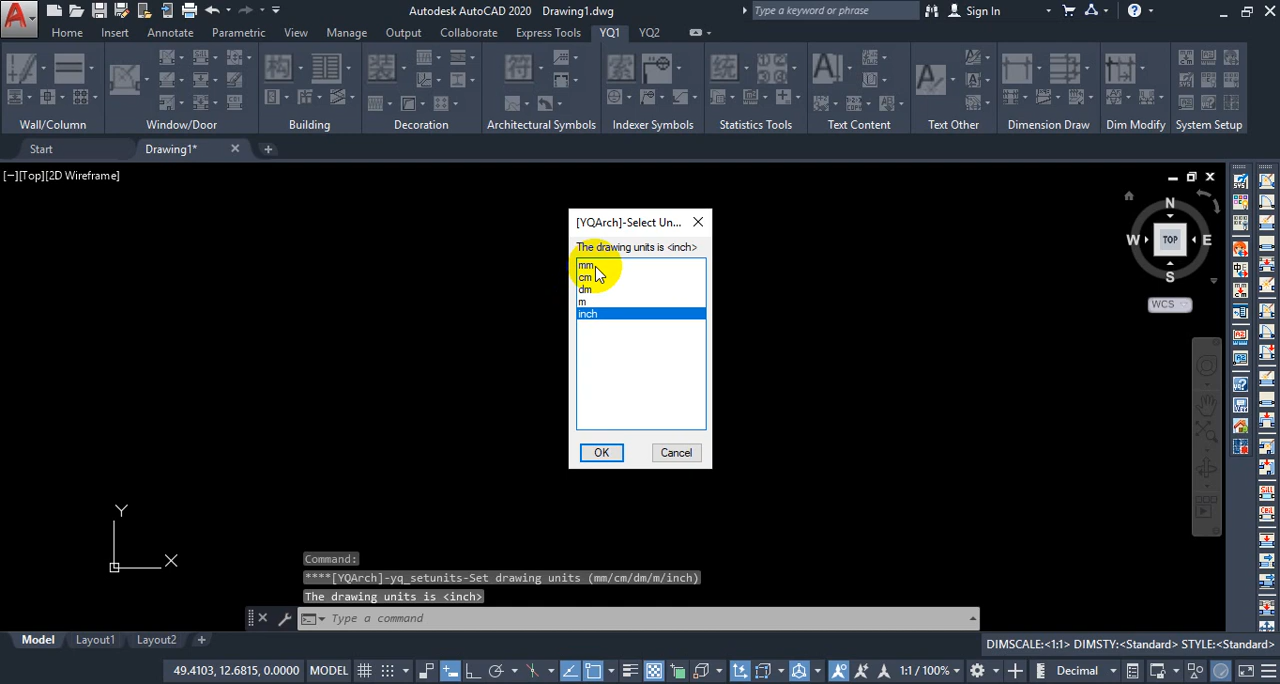 Autodesk AutoCAD 2020 Drawing1.dwg
Type a keyword or phrase
Sign In
Home Insert Annotate Parametric View Manage Output Collaborate Express Tools YQ1 YQ2
Wall/Column Window/Door Building Decoration Architectural Symbols Indexer Symbols Statistics Tools Text Content Text Other Dimension Draw Dim Modify System Setup
Start Drawing1*
[−][Top][2D Wireframe]
N
W TOP E
S
WCS
[YQArch]-Select Un...
The drawing units is <inch>
mm
cm
dm
m
inch
OK Cancel
Y
X
Command:
****[YQArch]-yq_setunits-Set drawing units (mm/cm/dm/m/inch)
The drawing units is <inch>
Type a command
Model Layout1 Layout2
DIMSCALE:<1:1> DIMSTY:<Standard> STYLE:<Standard>
49.4103, 12.6815, 0.0000 MODEL 1:1 / 100% Decimal